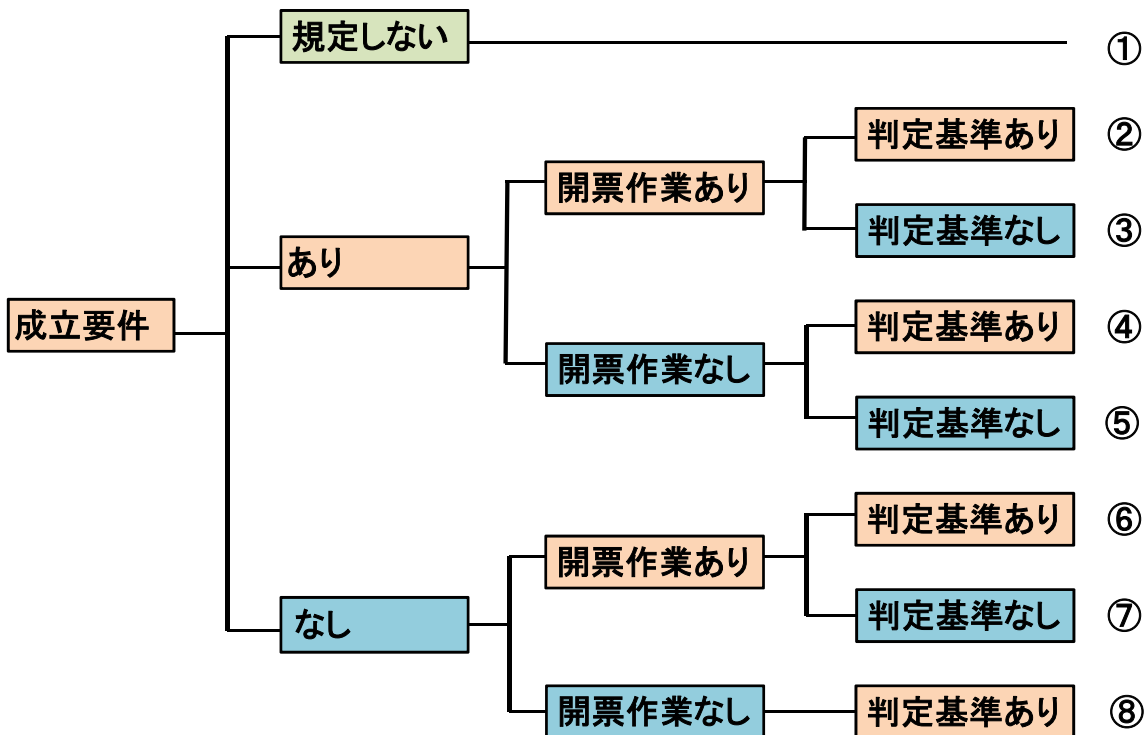 規定しない
①
判定基準あり
②
開票作業あり
判定基準なし
③
あり
成立要件
判定基準あり
④
開票作業なし
判定基準なし
⑤
判定基準あり
⑥
開票作業あり
なし
判定基準なし
⑦
開票作業なし
判定基準あり
⑧